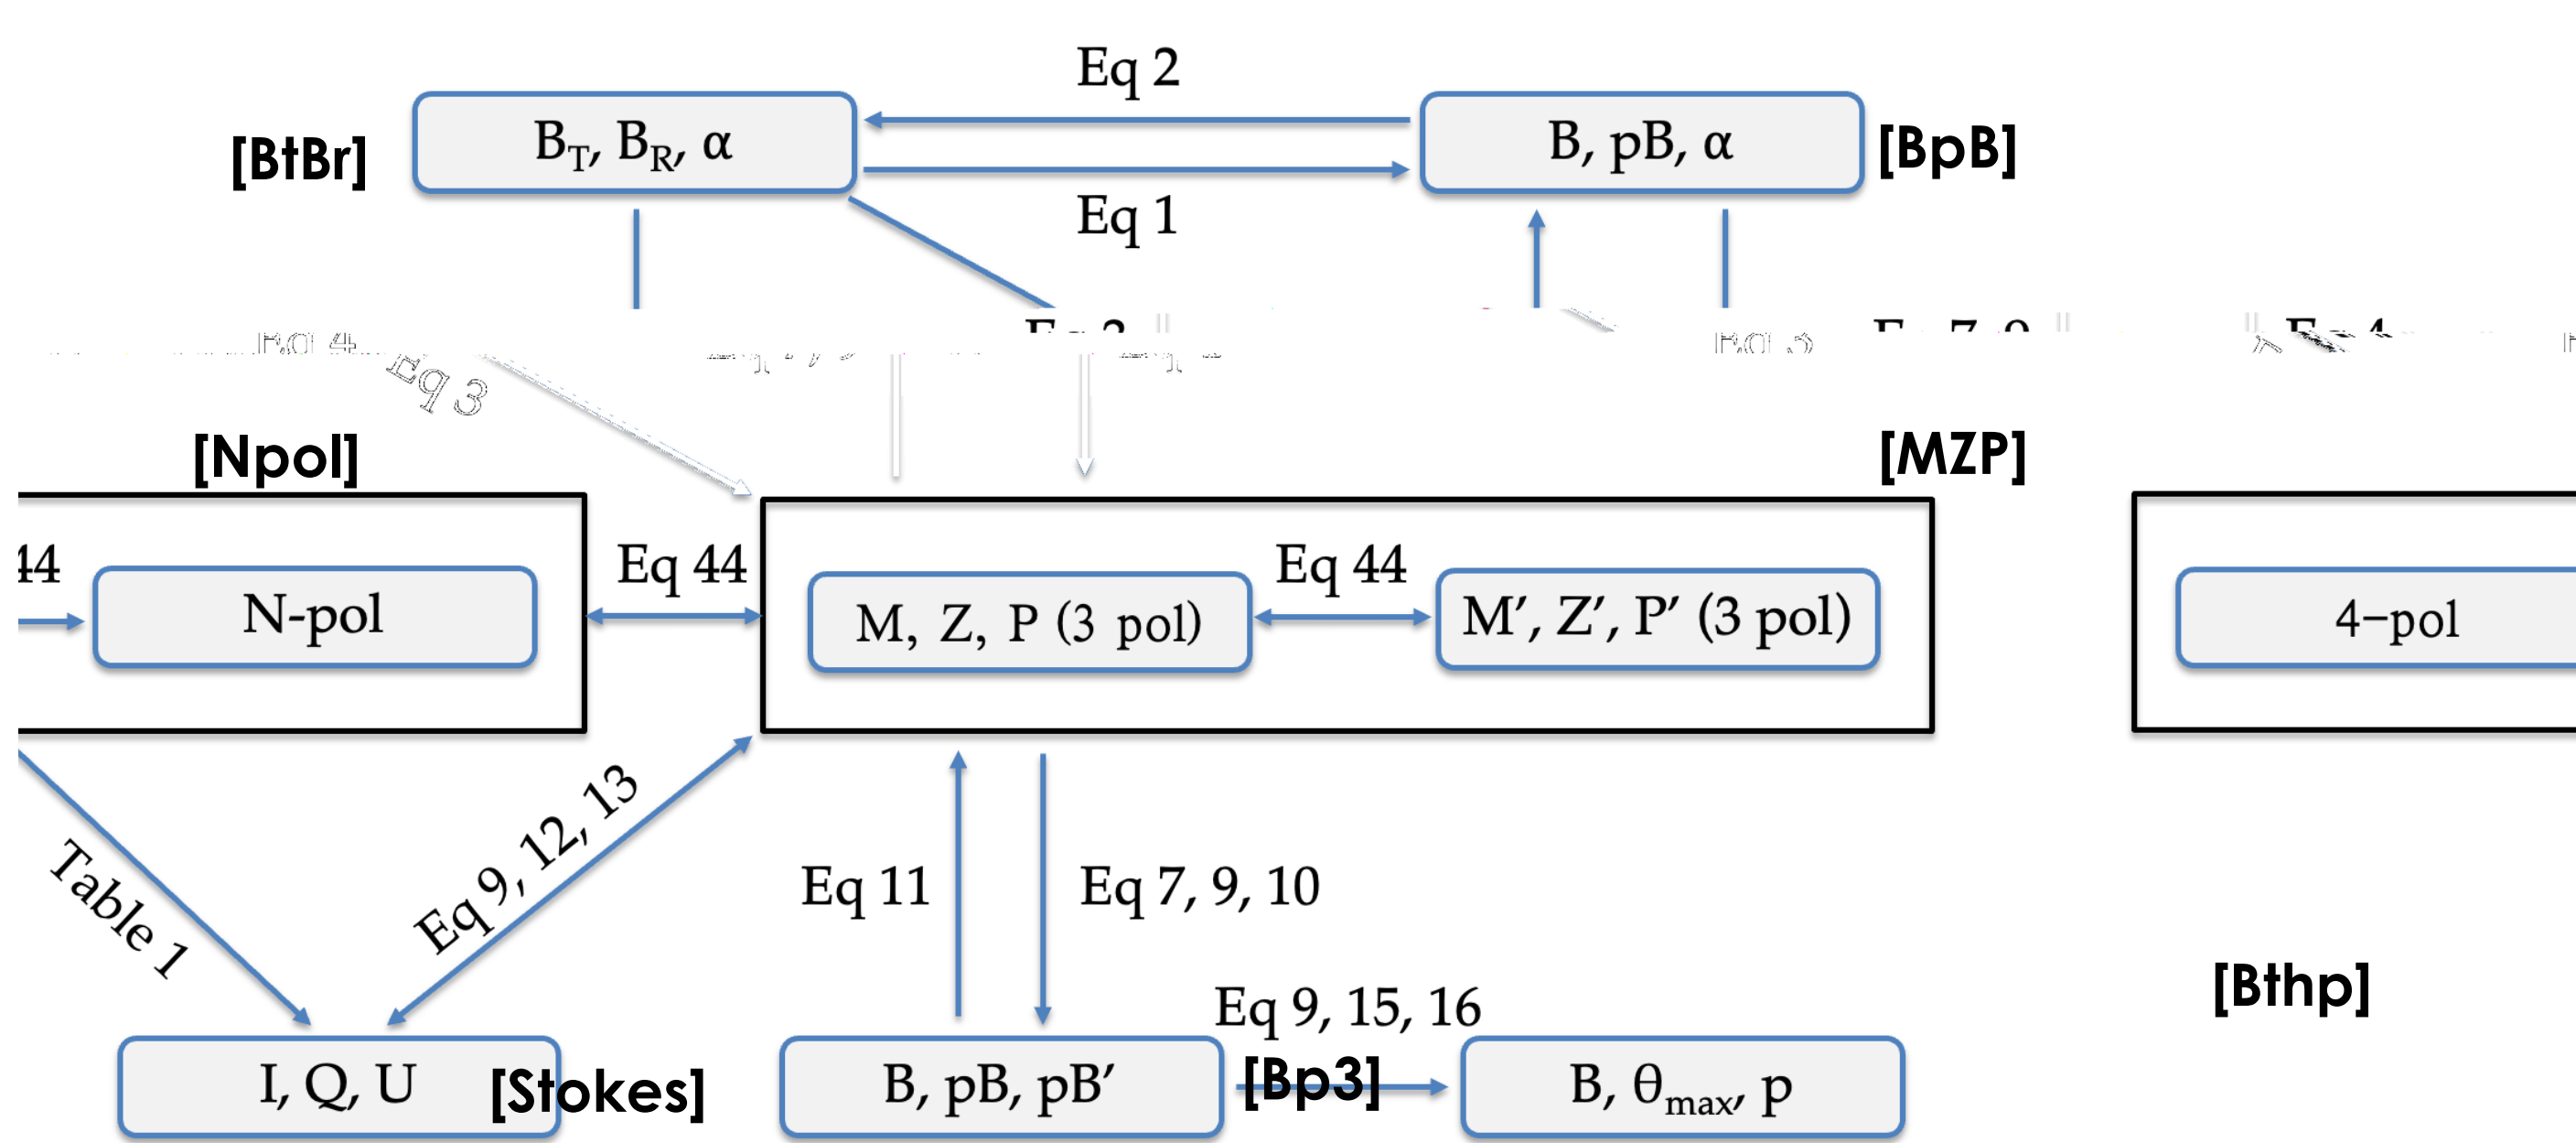 Eq 2
[BtBr]
B_T, B_R, α
B, pB, α
[BpB]
Eq 1
Eq 3
[Npol]
[MZP]
44
N-pol
Eq 44
M, Z, P (3 pol)
Eq 44
M′, Z′, P′ (3 pol)
4-pol
Table 1
Eq 9, 12, 13
Eq 11
Eq 7, 9, 10
Eq 9, 15, 16
[Bthp]
I, Q, U
[Stokes]
B, pB, pB′
[Bp3]
B, θ_max, p